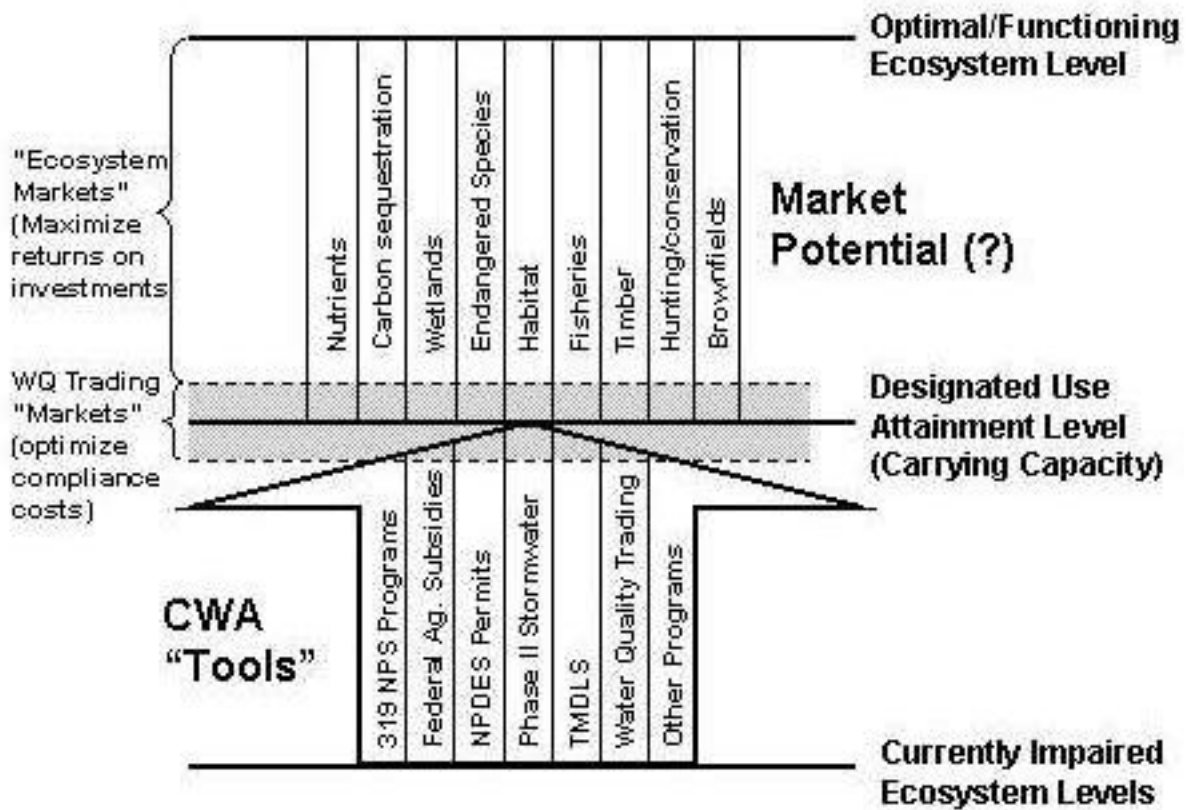 Optimal/Functioning
Ecosystem Level
"Ecosystem
Markets"
(Maximize
returns on
investments
Nutrients
Carbon sequestration
Wetlands
Endangered Species
Habitat
Fisheries
Timber
Hunting/conservation
Brownfields
Market
Potential (?)
WQ Trading
"Markets"
(optimize
compliance
costs)
Designated Use
Attainment Level
(Carrying Capacity)
CWA
“Tools”
319 NPS Programs
Federal Ag. Subsidies
NPDES Permits
Phase II Stormwater
TMDLS
Water Quality Trading
Other Programs
Currently Impaired
Ecosystem Levels